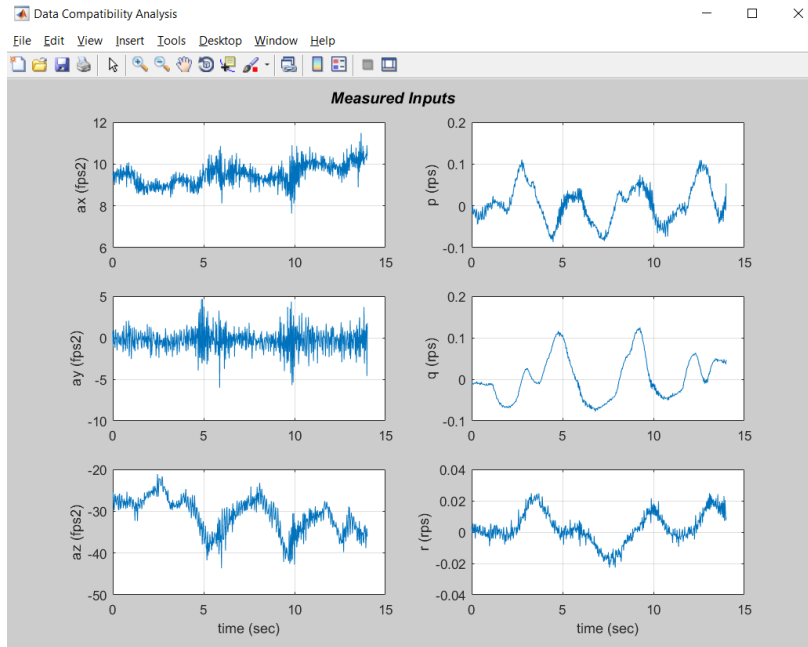 Data Compatibility Analysis
File Edit View Insert Tools Desktop Window Help
Measured Inputs
12
10
8
6
ax (fps2)
0 5 10 15
0.2
0.1
0
-0.1
p (rps)
0 5 10 15
5
0
-5
-10
ay (fps2)
0 5 10 15
0.2
0.1
0
-0.1
q (rps)
0 5 10 15
-20
-30
-40
-50
az (fps2)
0 5 10 15
time (sec)
0.04
0.02
0
-0.02
-0.04
r (rps)
0 5 10 15
time (sec)